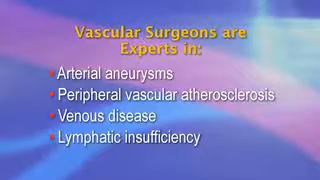 Vascular Surgeons are
Experts in:
• Arterial aneurysms
• Peripheral vascular atherosclerosis
• Venous disease
• Lymphatic insufficiency